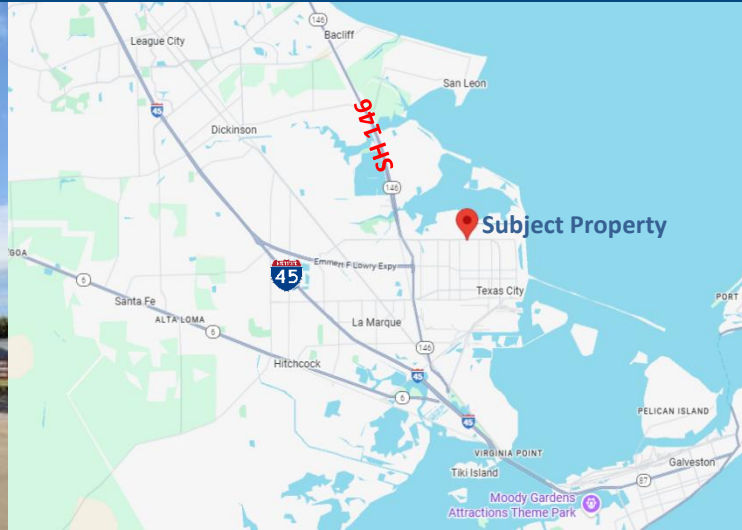 146
Bacliff
League City
San Leon
45
SH 146
Dickinson
146
Subject Property
GOA
Emmett F Lowry Expy
INTERSTATE
45
6
Texas City
Santa Fe
ALTA LOMA
PORT
La Marque
6
146
Hitchcock
45
6
PELICAN ISLAND
45
VIRGINIA POINT
Tiki Island
Galveston
87
Moody Gardens
Attractions Theme Park